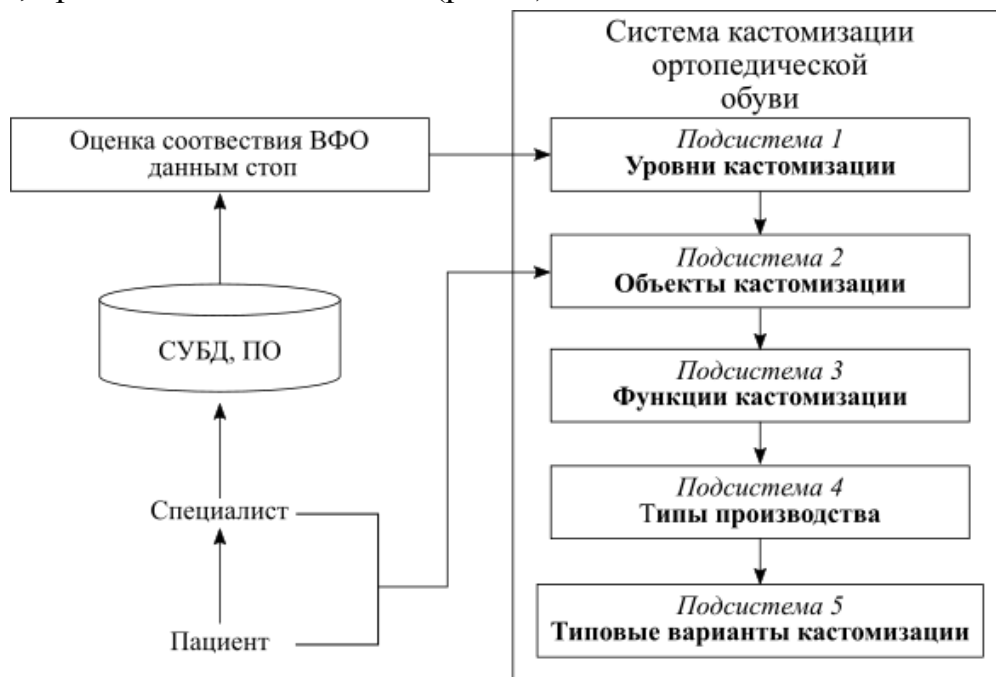 Система кастомизации
ортопедической
обуви
Оценка соотвествия ВФО
данным стоп
Подсистема 1
Уровни кастомизации
Подсистема 2
Объекты кастомизации
СУБД, ПО
Подсистема 3
Функции кастомизации
Подсистема 4
Типы производства
Специалист
Подсистема 5
Типовые варианты кастомизации
Пациент